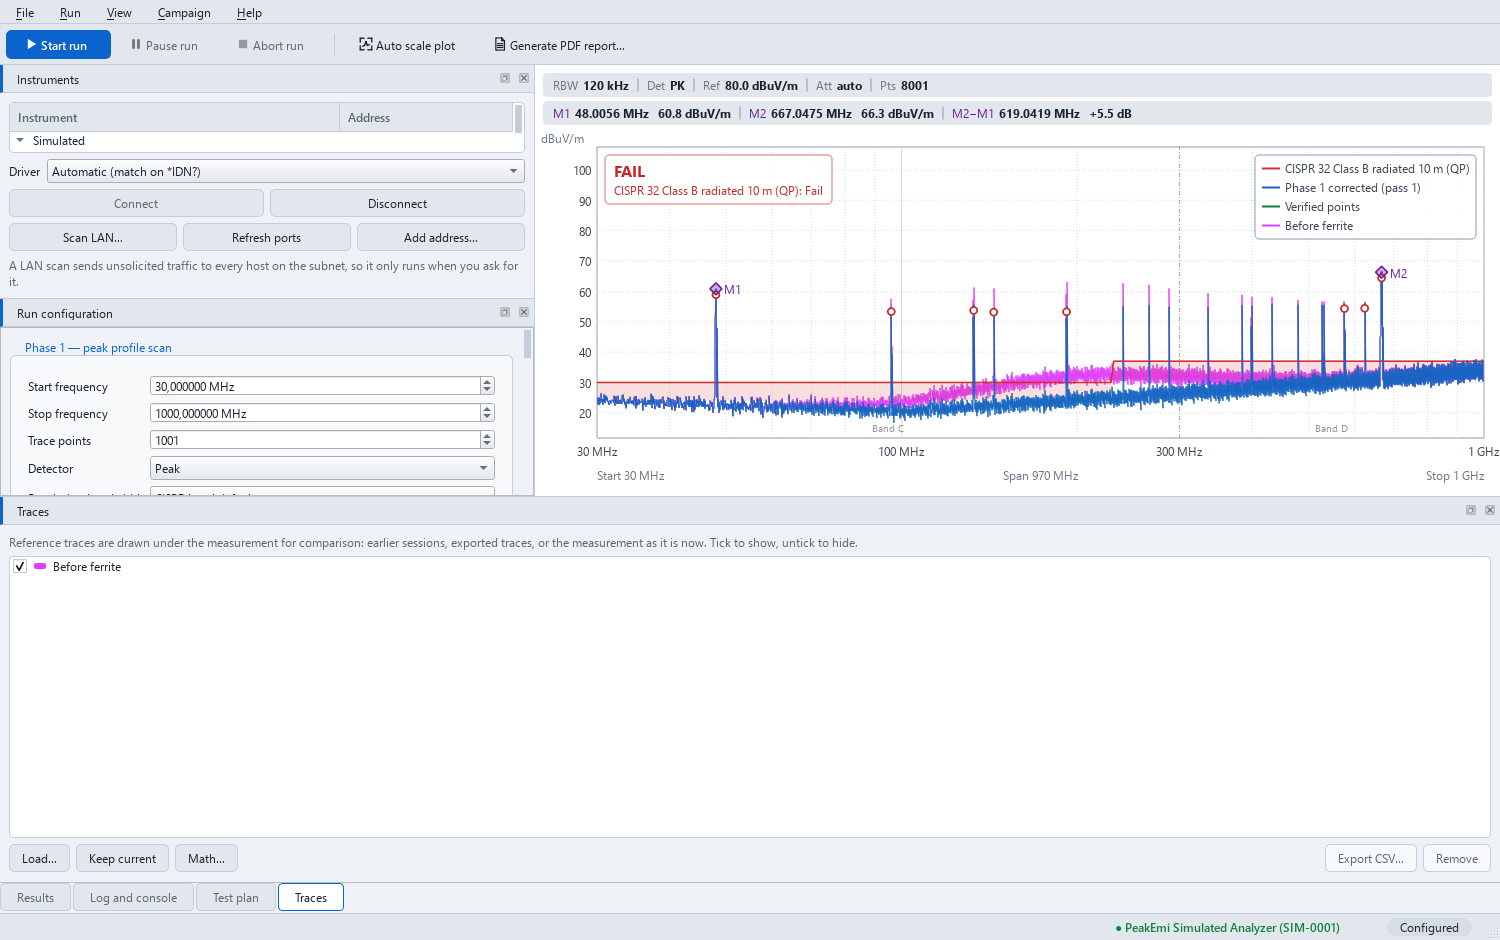 File Run View Campaign Help
Start run Pause run Abort run Auto scale plot Generate PDF report...
Instruments
Instrument Address
Simulated
Driver Automatic (match on *IDN?)
Connect Disconnect
Scan LAN... Refresh ports Add address...
A LAN scan sends unsolicited traffic to every host on the subnet, so it only runs when you ask for
it.
Run configuration
Phase 1 — peak profile scan
Start frequency 30,000000 MHz
Stop frequency 1000,000000 MHz
Trace points 1001
Detector Peak
RBW 120 kHz Det PK Ref 80.0 dBuV/m Att auto Pts 8001
M1 48.0056 MHz 60.8 dBuV/m M2 667.0475 MHz 66.3 dBuV/m M2–M1 619.0419 MHz +5.5 dB
dBuV/m
100
90
80
70
60
50
40
30
20
FAIL
CISPR 32 Class B radiated 10 m (QP): Fail
CISPR 32 Class B radiated 10 m (QP)
Phase 1 corrected (pass 1)
Verified points
Before ferrite
M1
M2
Band C Band D
30 MHz 100 MHz 300 MHz 1 GHz
Start 30 MHz Span 970 MHz Stop 1 GHz
Traces
Reference traces are drawn under the measurement for comparison: earlier sessions, exported traces, or the measurement as it is now. Tick to show, untick to hide.
Before ferrite
Load... Keep current Math... Export CSV... Remove
Results Log and console Test plan Traces
PeakEmi Simulated Analyzer (SIM-0001) Configured